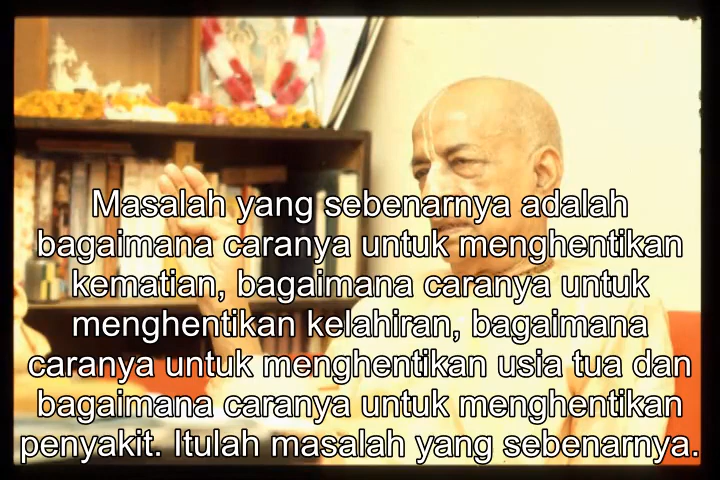 Masalah yang sebenarnya adalah
bagaimana caranya untuk menghentikan
kematian, bagaimana caranya untuk
menghentikan kelahiran, bagaimana
caranya untuk menghentikan usia tua dan
bagaimana caranya untuk menghentikan
penyakit. Itulah masalah yang sebenarnya.